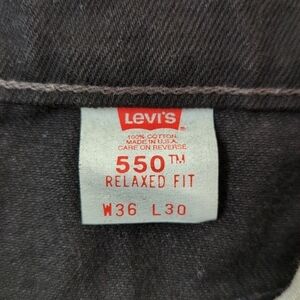 LEVI'S
100% COTTON
MADE IN U.S.A.
CARE ON REVERSE
550™
RELAXED FIT
W36 L30